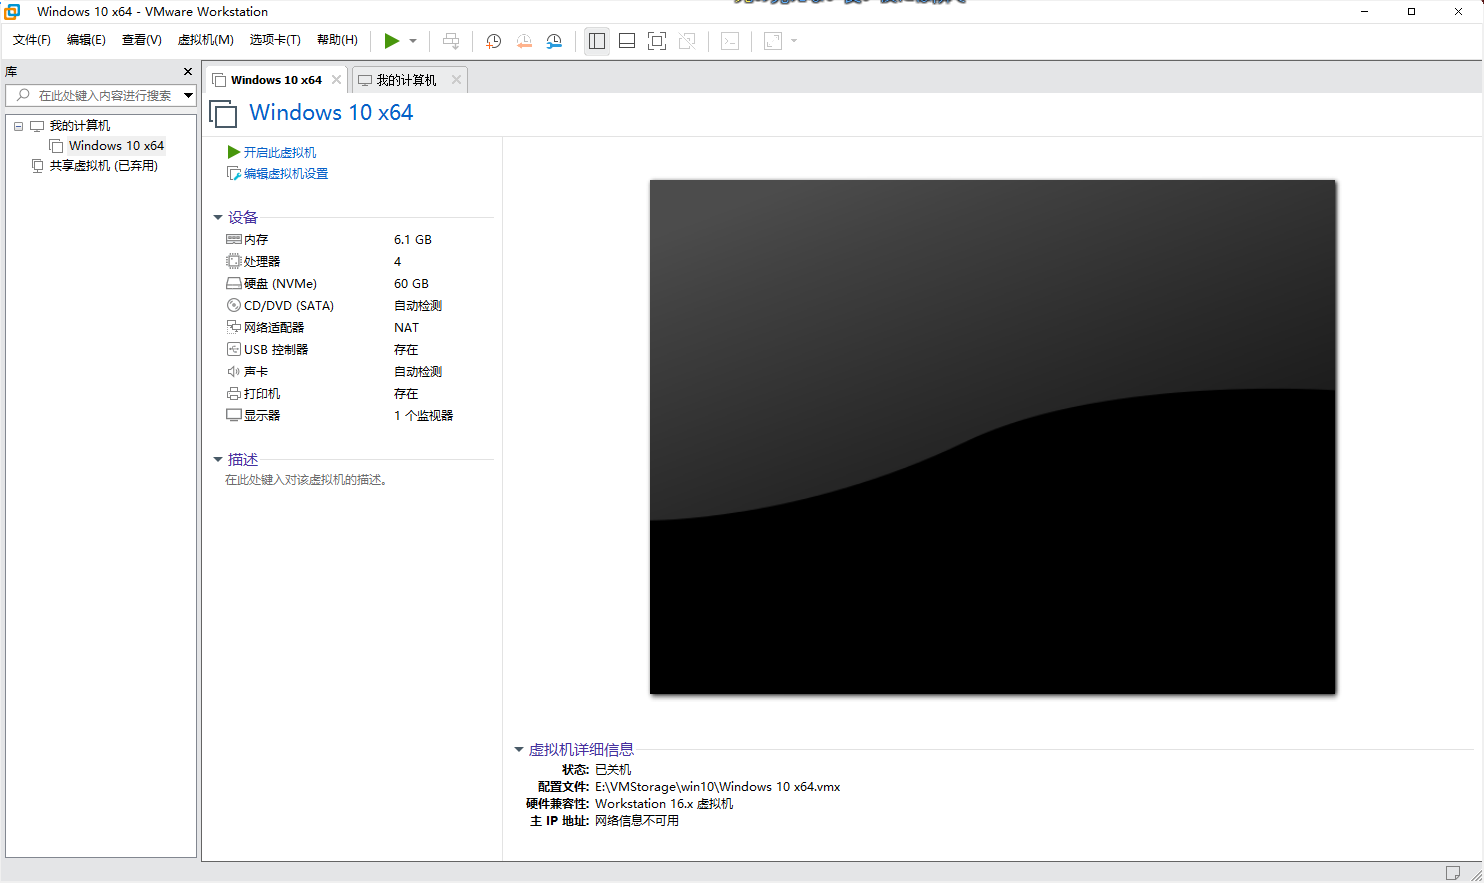 Windows 10 x64 - VMware Workstation
文件(F) 编辑(E) 查看(V) 虚拟机(M) 选项卡(T) 帮助(H)
库
在此处键入内容进行搜索
我的计算机
Windows 10 x64
共享虚拟机 (已弃用)
Windows 10 x64 我的计算机
Windows 10 x64
开启此虚拟机
编辑虚拟机设置
设备
内存 6.1 GB
处理器 4
硬盘 (NVMe) 60 GB
CD/DVD (SATA) 自动检测
网络适配器 NAT
USB 控制器 存在
声卡 自动检测
打印机 存在
显示器 1 个监视器
描述
在此处键入对该虚拟机的描述。
虚拟机详细信息
状态: 已关机
配置文件: E:\VMStorage\win10\Windows 10 x64.vmx
硬件兼容性: Workstation 16.x 虚拟机
主 IP 地址: 网络信息不可用